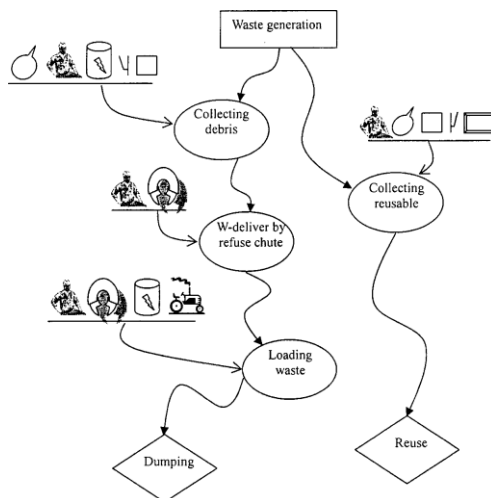 Waste generation
Collecting
debris
Collecting
reusable
W-deliver by
refuse chute
Loading
waste
Dumping
Reuse